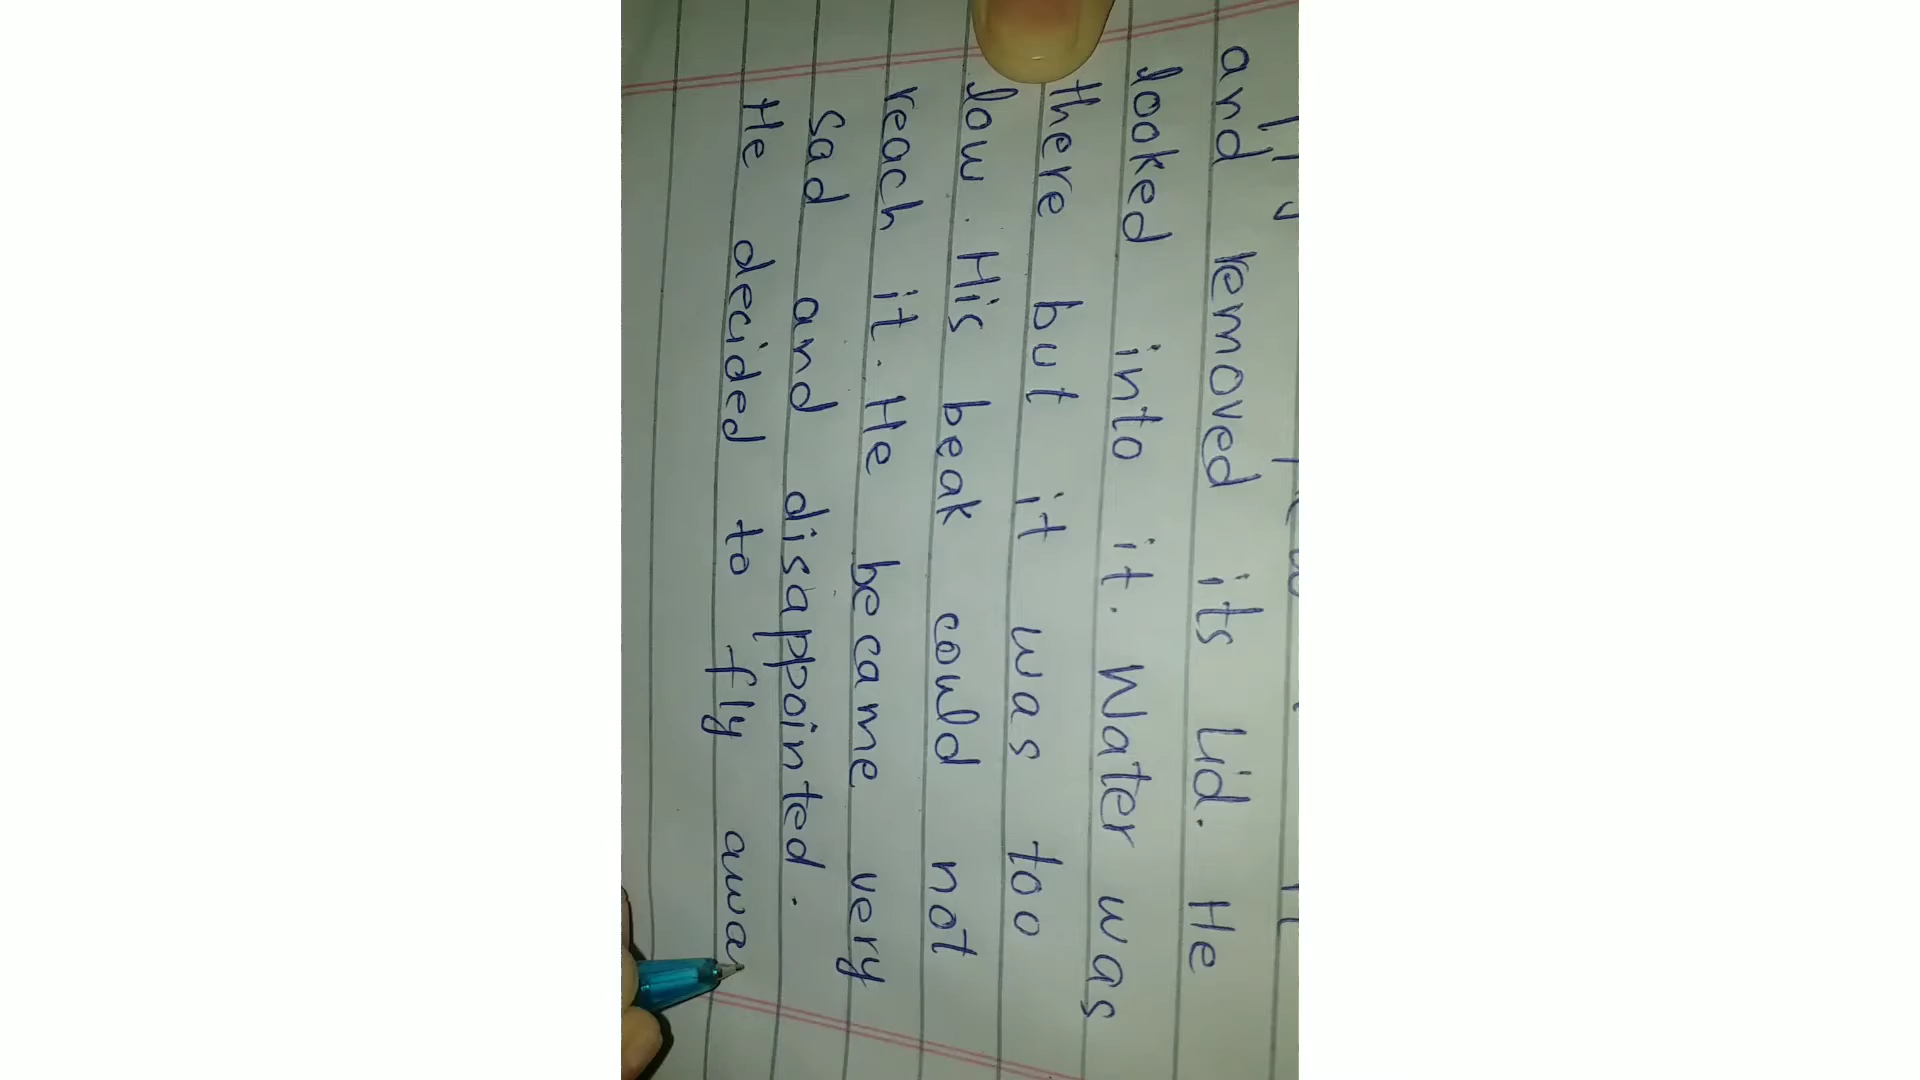 and removed its Lid. He
looked into it. Water was
there but it was too
low. His beak could not
reach it. He became very
sad and disappointed.
He decided to fly awa